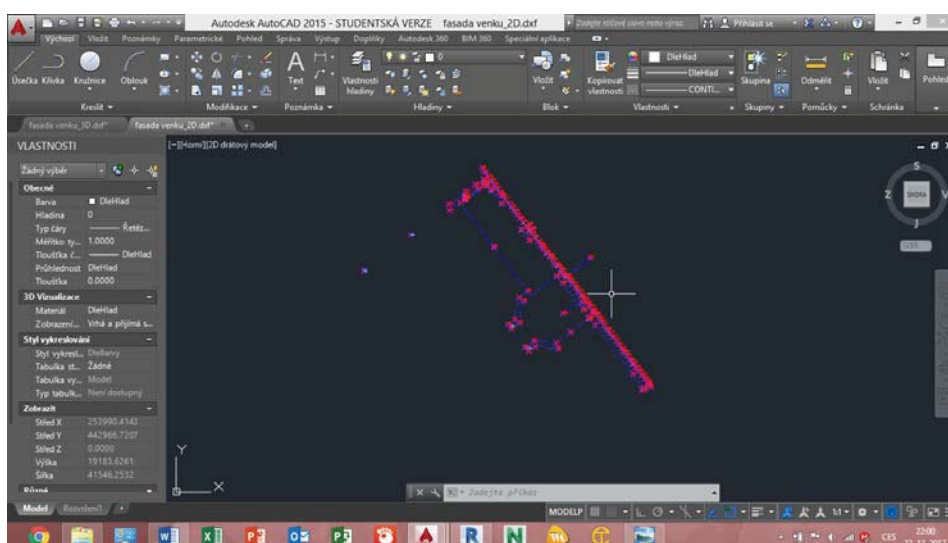 Autodesk AutoCAD 2015 - STUDENTSKÁ VERZE fasada venku_2D.dxf
Zadejte klíčové slovo nebo výraz
Přihlásit se
Výchozí Vložit Poznámky Parametrické Pohled Správa Výstup Doplňky Autodesk 360 BIM 360 Speciální aplikace
Úsečka Křivka Kružnice Oblouk
Text
Vlastnosti hladiny
0
Vložit
Kopírovat vlastnosti
DleHlad
DleHlad
CONTI...
Skupina
Odměřit
Vložit
Pohled
Kreslit Modifikace Poznámka Hladiny Blok Vlastnosti Skupiny Pomůcky Schránka
fasada venku_3D.dxf* fasada venku_2D.dxf*
VLASTNOSTI
[−][Horní][2D drátový model]
Žádný výběr
Obecné
Barva DleHlad
Hladina 0
Typ čáry Řetěz...
Měřítko ty... 1.0000
Tloušťka č... DleHlad
Průhlednost DleHlad
Tloušťka 0.0000
3D Vizualizace
Materiál DleHlad
Zobrazení... Vrhá a přijímá s...
Styl vykreslování
Styl vykresl... DleBarvy
Tabulka st... Žádné
Tabulka vy... Model
Typ tabulk... Není dostupný
Zobrazit
Střed X 253990.4143
Střed Y 442966.7207
Střed Z 0.0000
Výška 19183.6261
Šířka 41546.2532
Různé
S
Z SHORA V
J
GSS
Y
X
Zadejte příkaz
Model Rozvržení1 +
MODELP
1:1
CES
22:00